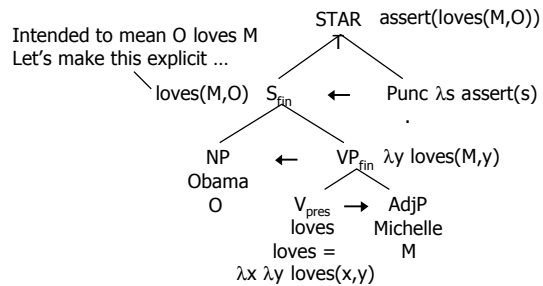 START assert(loves(M,O))
Intended to mean O loves M
Let's make this explicit …
loves(M,O) Sfin ← Punc λs assert(s)
.
NP ← VPfin λy loves(M,y)
Obama
O
Vpres → AdjP
loves Michelle
loves = M
λx λy loves(x,y)